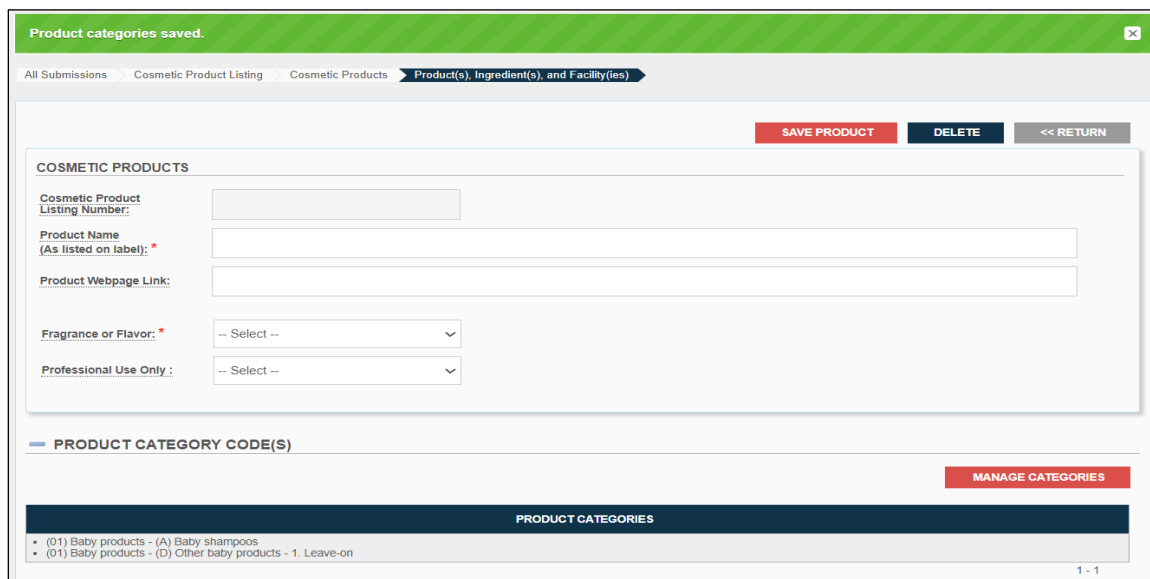 Product categories saved.
All Submissions Cosmetic Product Listing Cosmetic Products Product(s), Ingredient(s), and Facility(ies)
SAVE PRODUCT DELETE << RETURN
COSMETIC PRODUCTS
Cosmetic Product
Listing Number:
Product Name
(As listed on label): *
Product Webpage Link:
Fragrance or Flavor: * -- Select --
Professional Use Only : -- Select --
PRODUCT CATEGORY CODE(S)
MANAGE CATEGORIES
PRODUCT CATEGORIES
• (01) Baby products - (A) Baby shampoos
• (01) Baby products - (D) Other baby products - 1. Leave-on
1 - 1